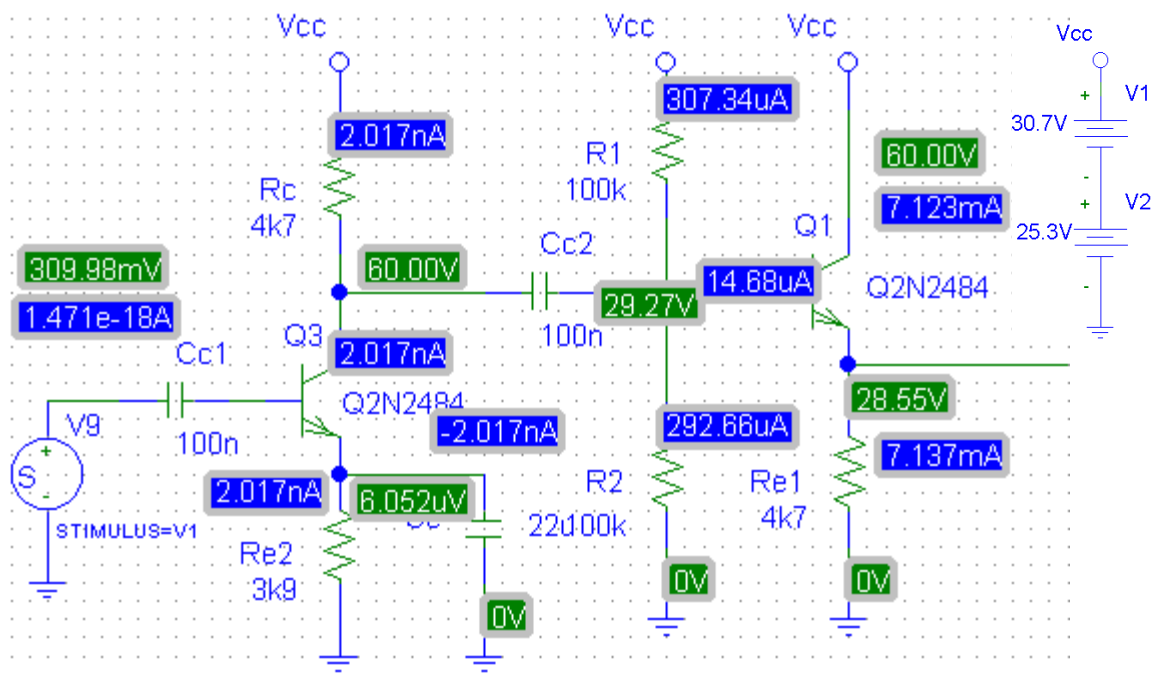 Vcc
Vcc
Vcc
Vcc
307.34uA
+
V1
30.7V
2.017nA
60.00V
R1
100k
-
Rc
4k7
7.123mA
+
V2
Q1
25.3V
Cc2
309.98mV
60.00V
14.68uA
Q2N2484
-
1.471e-18A
29.27V
100n
Q3
Cc1
2.017nA
Q2N2484
28.55V
V9
+
100n
-2.017nA
292.66uA
7.137mA
S
-
2.017nA
6.052uV
R2
100k
Re1
4k7
22u
STIMULUS=V1
Re2
3k9
0V
0V
0V